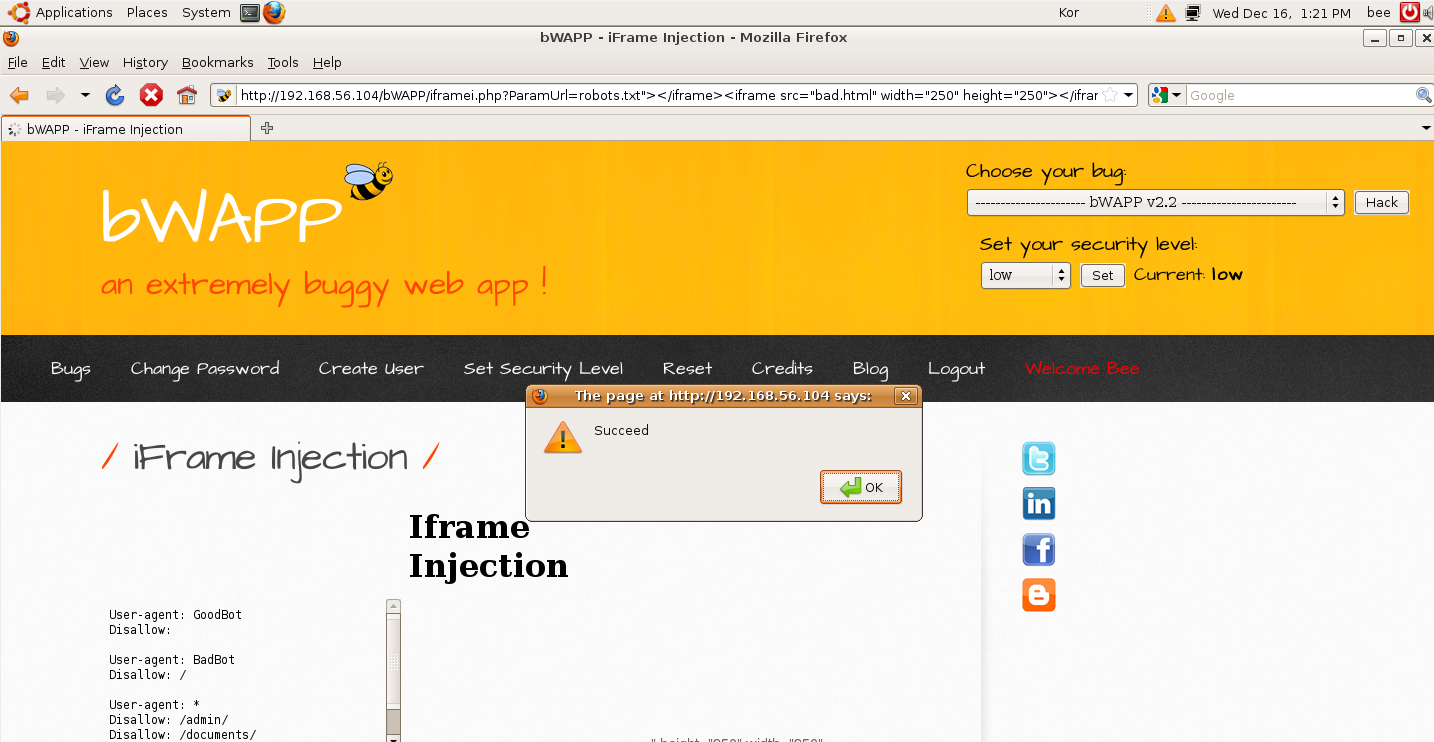 Applications Places System Kor Wed Dec 16, 1:21 PM bee
bWAPP - iFrame Injection - Mozilla Firefox
File Edit View History Bookmarks Tools Help
http://192.168.56.104/bWAPP/iframei.php?ParamUrl=robots.txt"></iframe><iframe src="bad.html" width="250" height="250"></ifrar
Google
bWAPP - iFrame Injection
bWAPP
an extremely buggy web app !
Choose your bug:
---------------------- bWAPP v2.2 ----------------------- Hack
Set your security level:
low Set Current: low
Bugs Change Password Create User Set Security Level Reset Credits Blog Logout Welcome Bee
The page at http://192.168.56.104 says:
Succeed
OK
/ iFrame Injection /
Iframe
Injection
User-agent: GoodBot
Disallow:
User-agent: BadBot
Disallow: /
User-agent: *
Disallow: /admin/
Disallow: /documents/
" height="250" width="250"